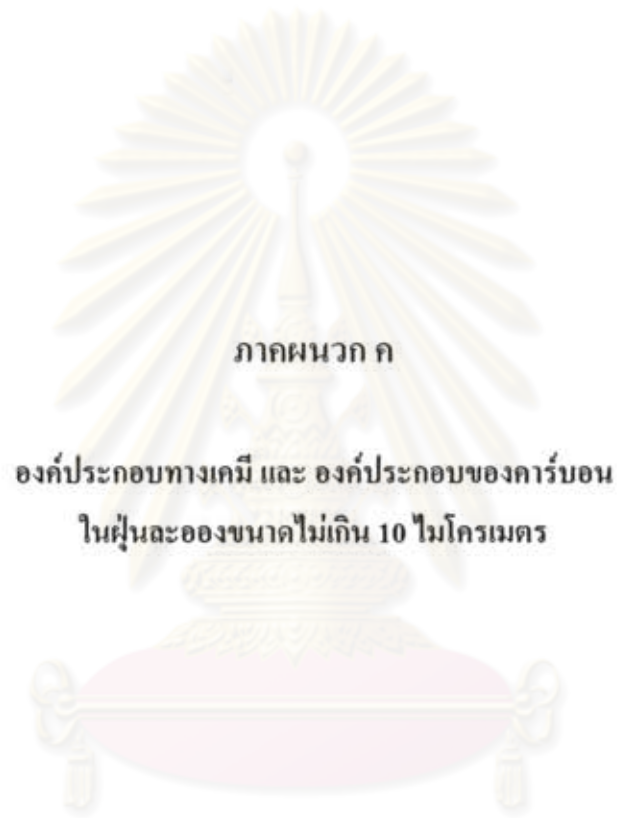 ภาคผนวก ค
องค์ประกอบทางเคมี และ องค์ประกอบของคาร์บอน
ในฝุ่นละอองขนาดไม่เกิน 10 ไมโครเมตร